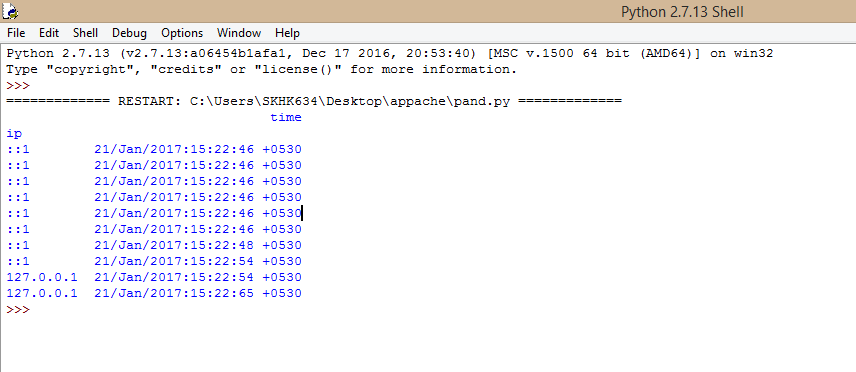 Python 2.7.13 Shell
File Edit Shell Debug Options Window Help
Python 2.7.13 (v2.7.13:a06454b1afa1, Dec 17 2016, 20:53:40) [MSC v.1500 64 bit (AMD64)] on win32
Type "copyright", "credits" or "license()" for more information.
>>>
============= RESTART: C:\Users\SKHK634\Desktop\appache\pand.py =============
time
ip
::1 21/Jan/2017:15:22:46 +0530
::1 21/Jan/2017:15:22:46 +0530
::1 21/Jan/2017:15:22:46 +0530
::1 21/Jan/2017:15:22:46 +0530
::1 21/Jan/2017:15:22:46 +0530
::1 21/Jan/2017:15:22:46 +0530
::1 21/Jan/2017:15:22:48 +0530
::1 21/Jan/2017:15:22:54 +0530
127.0.0.1 21/Jan/2017:15:22:54 +0530
127.0.0.1 21/Jan/2017:15:22:65 +0530
>>>